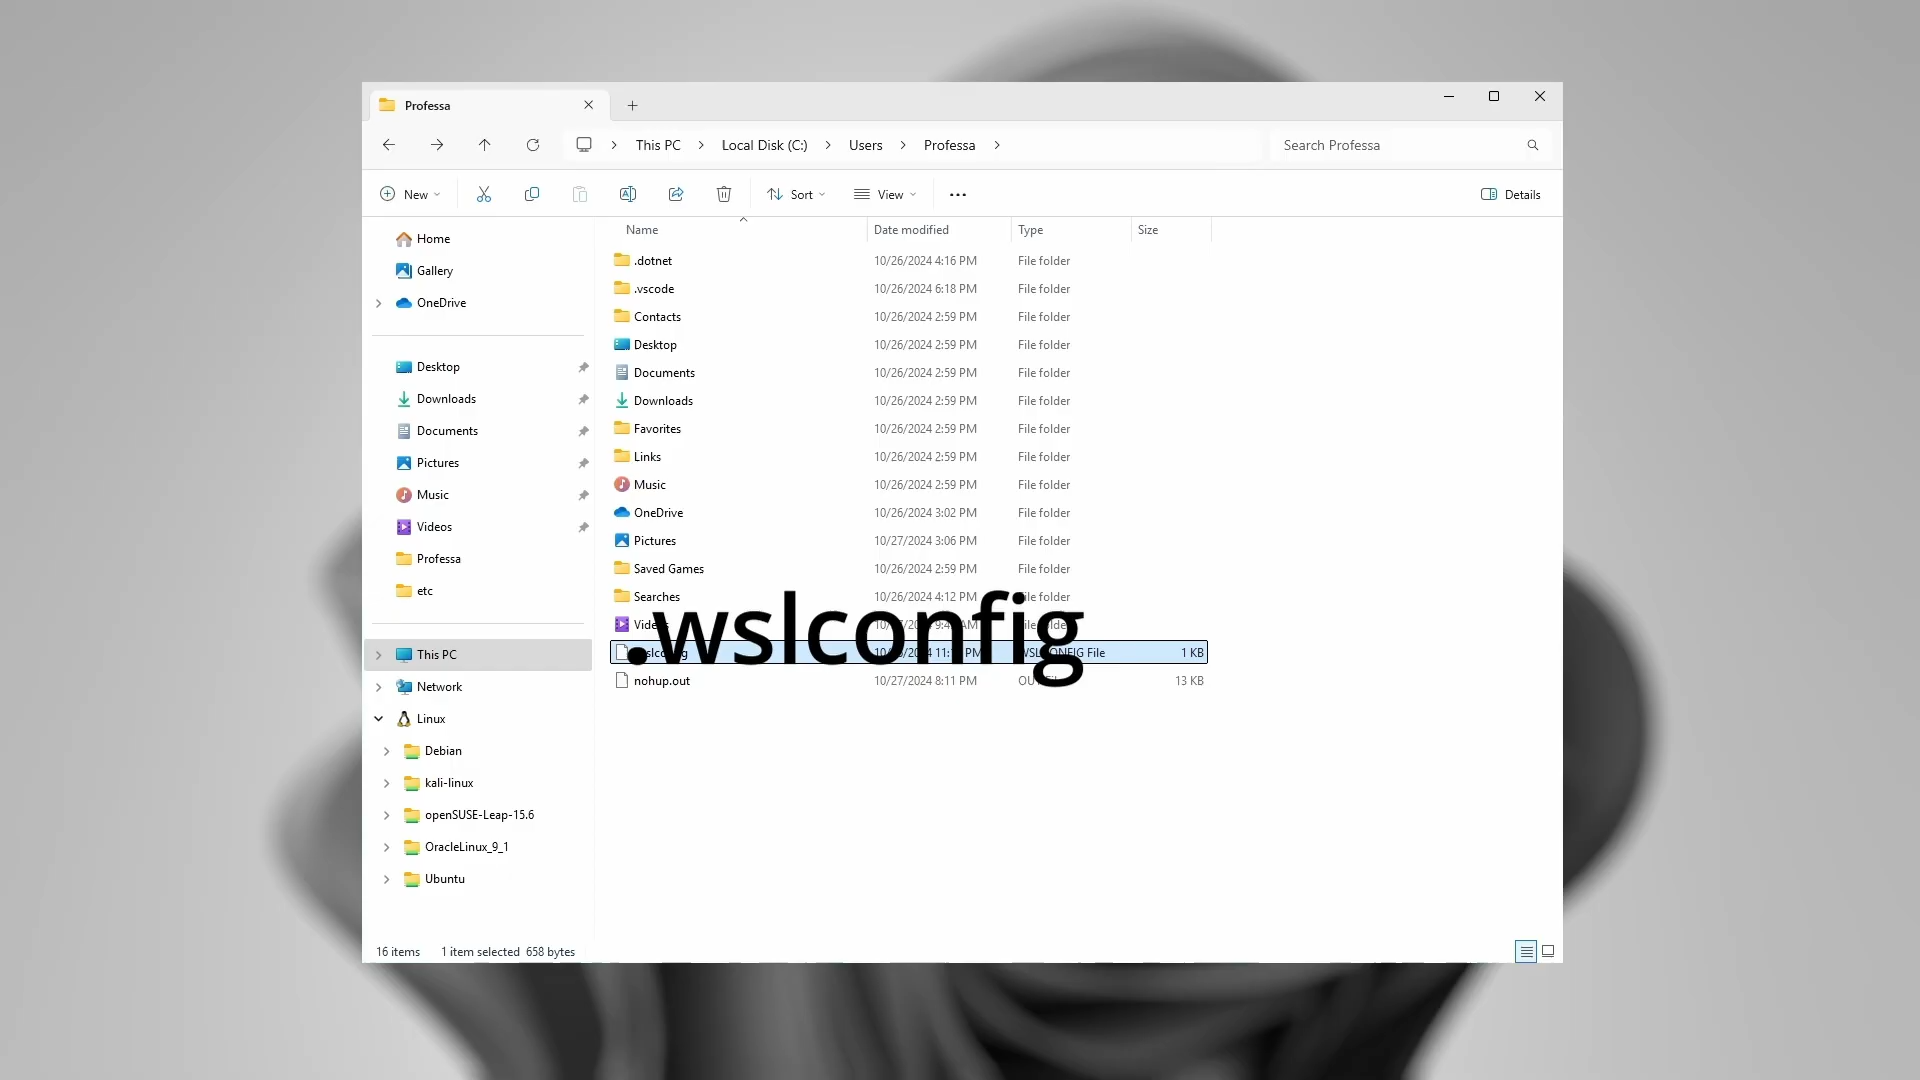 Professa
This PC
Local Disk (C:)
Users
Professa
Search Professa
New
Sort
View
Details
Name Date modified Type Size
Home
Gallery
OneDrive
Desktop
Downloads
Documents
Pictures
Music
Videos
Professa
etc
This PC
Network
Linux
Debian
kali-linux
openSUSE-Leap-15.6
OracleLinux_9_1
Ubuntu
.dotnet 10/26/2024 4:16 PM File folder
.vscode 10/26/2024 6:18 PM File folder
Contacts 10/26/2024 2:59 PM File folder
Desktop 10/26/2024 2:59 PM File folder
Documents 10/26/2024 2:59 PM File folder
Downloads 10/26/2024 2:59 PM File folder
Favorites 10/26/2024 2:59 PM File folder
Links 10/26/2024 2:59 PM File folder
Music 10/26/2024 2:59 PM File folder
OneDrive 10/26/2024 3:02 PM File folder
Pictures 10/27/2024 3:06 PM File folder
Saved Games 10/26/2024 2:59 PM File folder
Searches 10/26/2024 4:12 PM File folder
.wslconfig
File 1 KB
nohup.out 10/27/2024 8:11 PM 13 KB
16 items 1 item selected 658 bytes